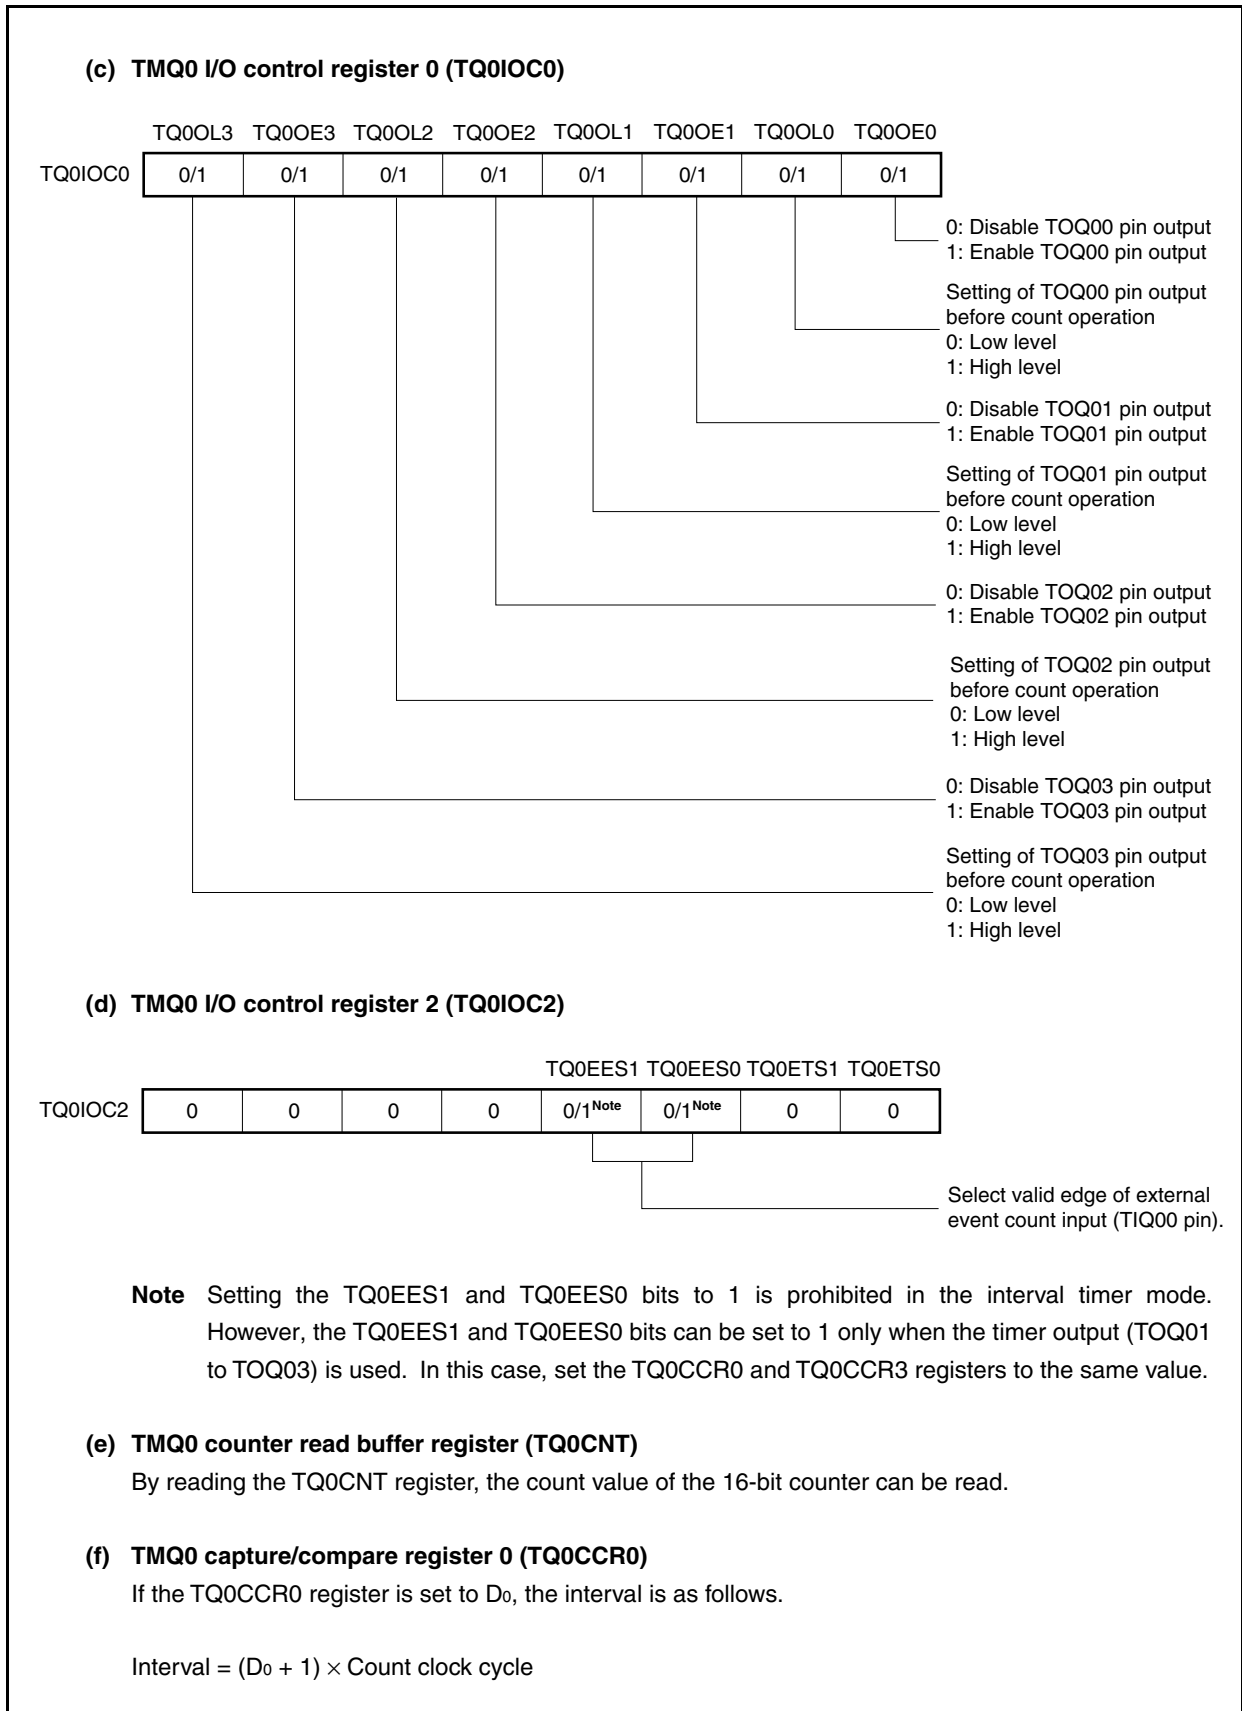 (c) TMQ0 I/O control register 0 (TQ0IOC0)
TQ0OL3 TQ0OE3 TQ0OL2 TQ0OE2 TQ0OL1 TQ0OE1 TQ0OL0 TQ0OE0
TQ0IOC0 0/1 0/1 0/1 0/1 0/1 0/1 0/1 0/1
0: Disable TOQ00 pin output
1: Enable TOQ00 pin output
Setting of TOQ00 pin output
before count operation
0: Low level
1: High level
0: Disable TOQ01 pin output
1: Enable TOQ01 pin output
Setting of TOQ01 pin output
before count operation
0: Low level
1: High level
0: Disable TOQ02 pin output
1: Enable TOQ02 pin output
Setting of TOQ02 pin output
before count operation
0: Low level
1: High level
0: Disable TOQ03 pin output
1: Enable TOQ03 pin output
Setting of TOQ03 pin output
before count operation
0: Low level
1: High level
(d) TMQ0 I/O control register 2 (TQ0IOC2)
TQ0EES1 TQ0EES0 TQ0ETS1 TQ0ETS0
TQ0IOC2 0 0 0 0 0/1Note 0/1Note 0 0
Select valid edge of external
event count input (TIQ00 pin).
Note Setting the TQ0EES1 and TQ0EES0 bits to 1 is prohibited in the interval timer mode.
However, the TQ0EES1 and TQ0EES0 bits can be set to 1 only when the timer output (TOQ01
to TOQ03) is used. In this case, set the TQ0CCR0 and TQ0CCR3 registers to the same value.
(e) TMQ0 counter read buffer register (TQ0CNT)
By reading the TQ0CNT register, the count value of the 16-bit counter can be read.
(f) TMQ0 capture/compare register 0 (TQ0CCR0)
If the TQ0CCR0 register is set to D0, the interval is as follows.
Interval = (D0 + 1) × Count clock cycle